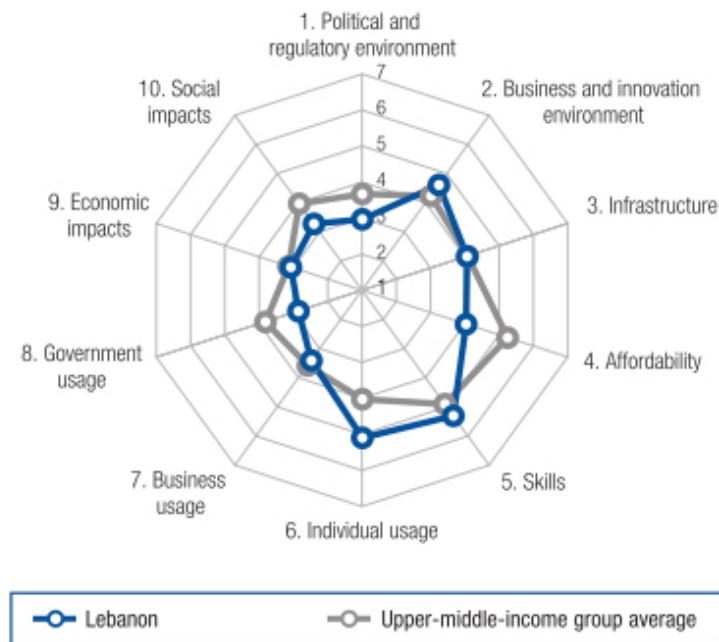 1. Political and
regulatory environment
10. Social
impacts
2. Business and innovation
environment
9. Economic
impacts
3. Infrastructure
8. Government
usage
4. Affordability
7. Business
usage
5. Skills
6. Individual usage
7
6
5
4
3
2
1
Lebanon
Upper-middle-income group average